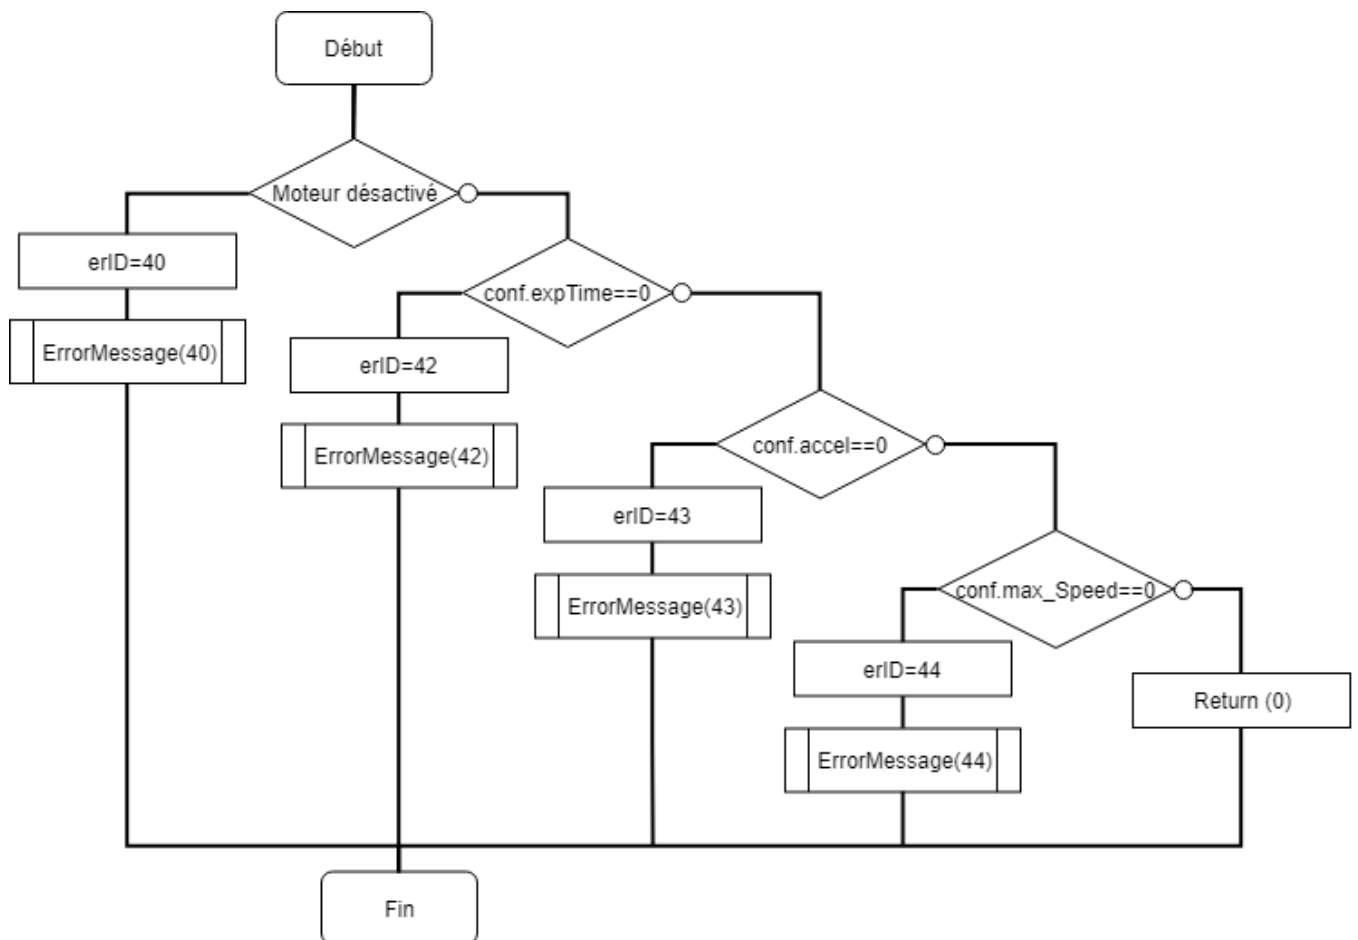 Début
Moteur désactivé
erID=40
ErrorMessage(40)
conf.expTime==0
erID=42
ErrorMessage(42)
conf.accel==0
erID=43
ErrorMessage(43)
conf.max_Speed==0
erID=44
ErrorMessage(44)
Return (0)
Fin